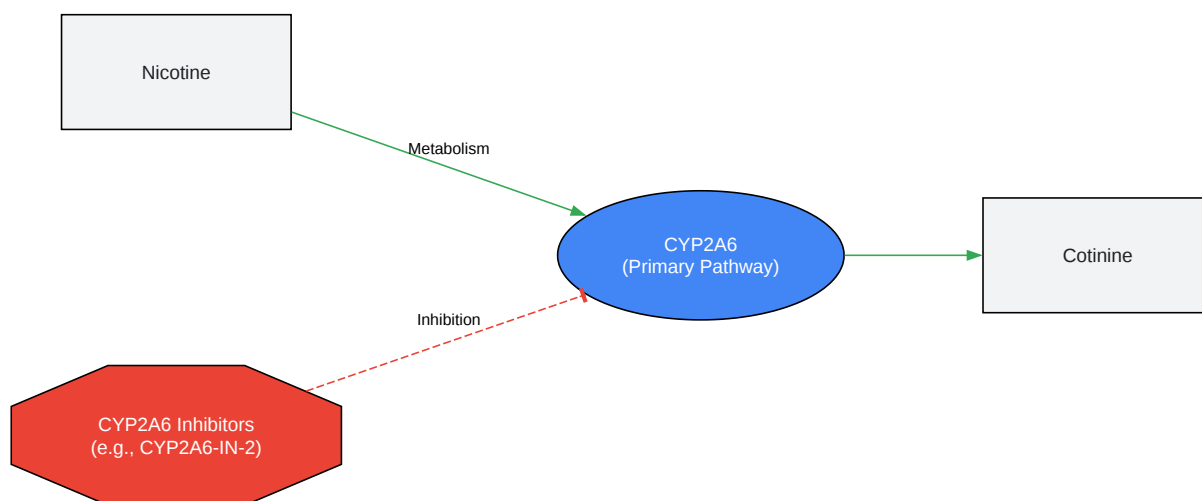 Nicotine
Metabolism
CYP2A6
(Primary Pathway)
Cotinine
Inhibition
CYP2A6 Inhibitors
(e.g., CYP2A6-IN-2)